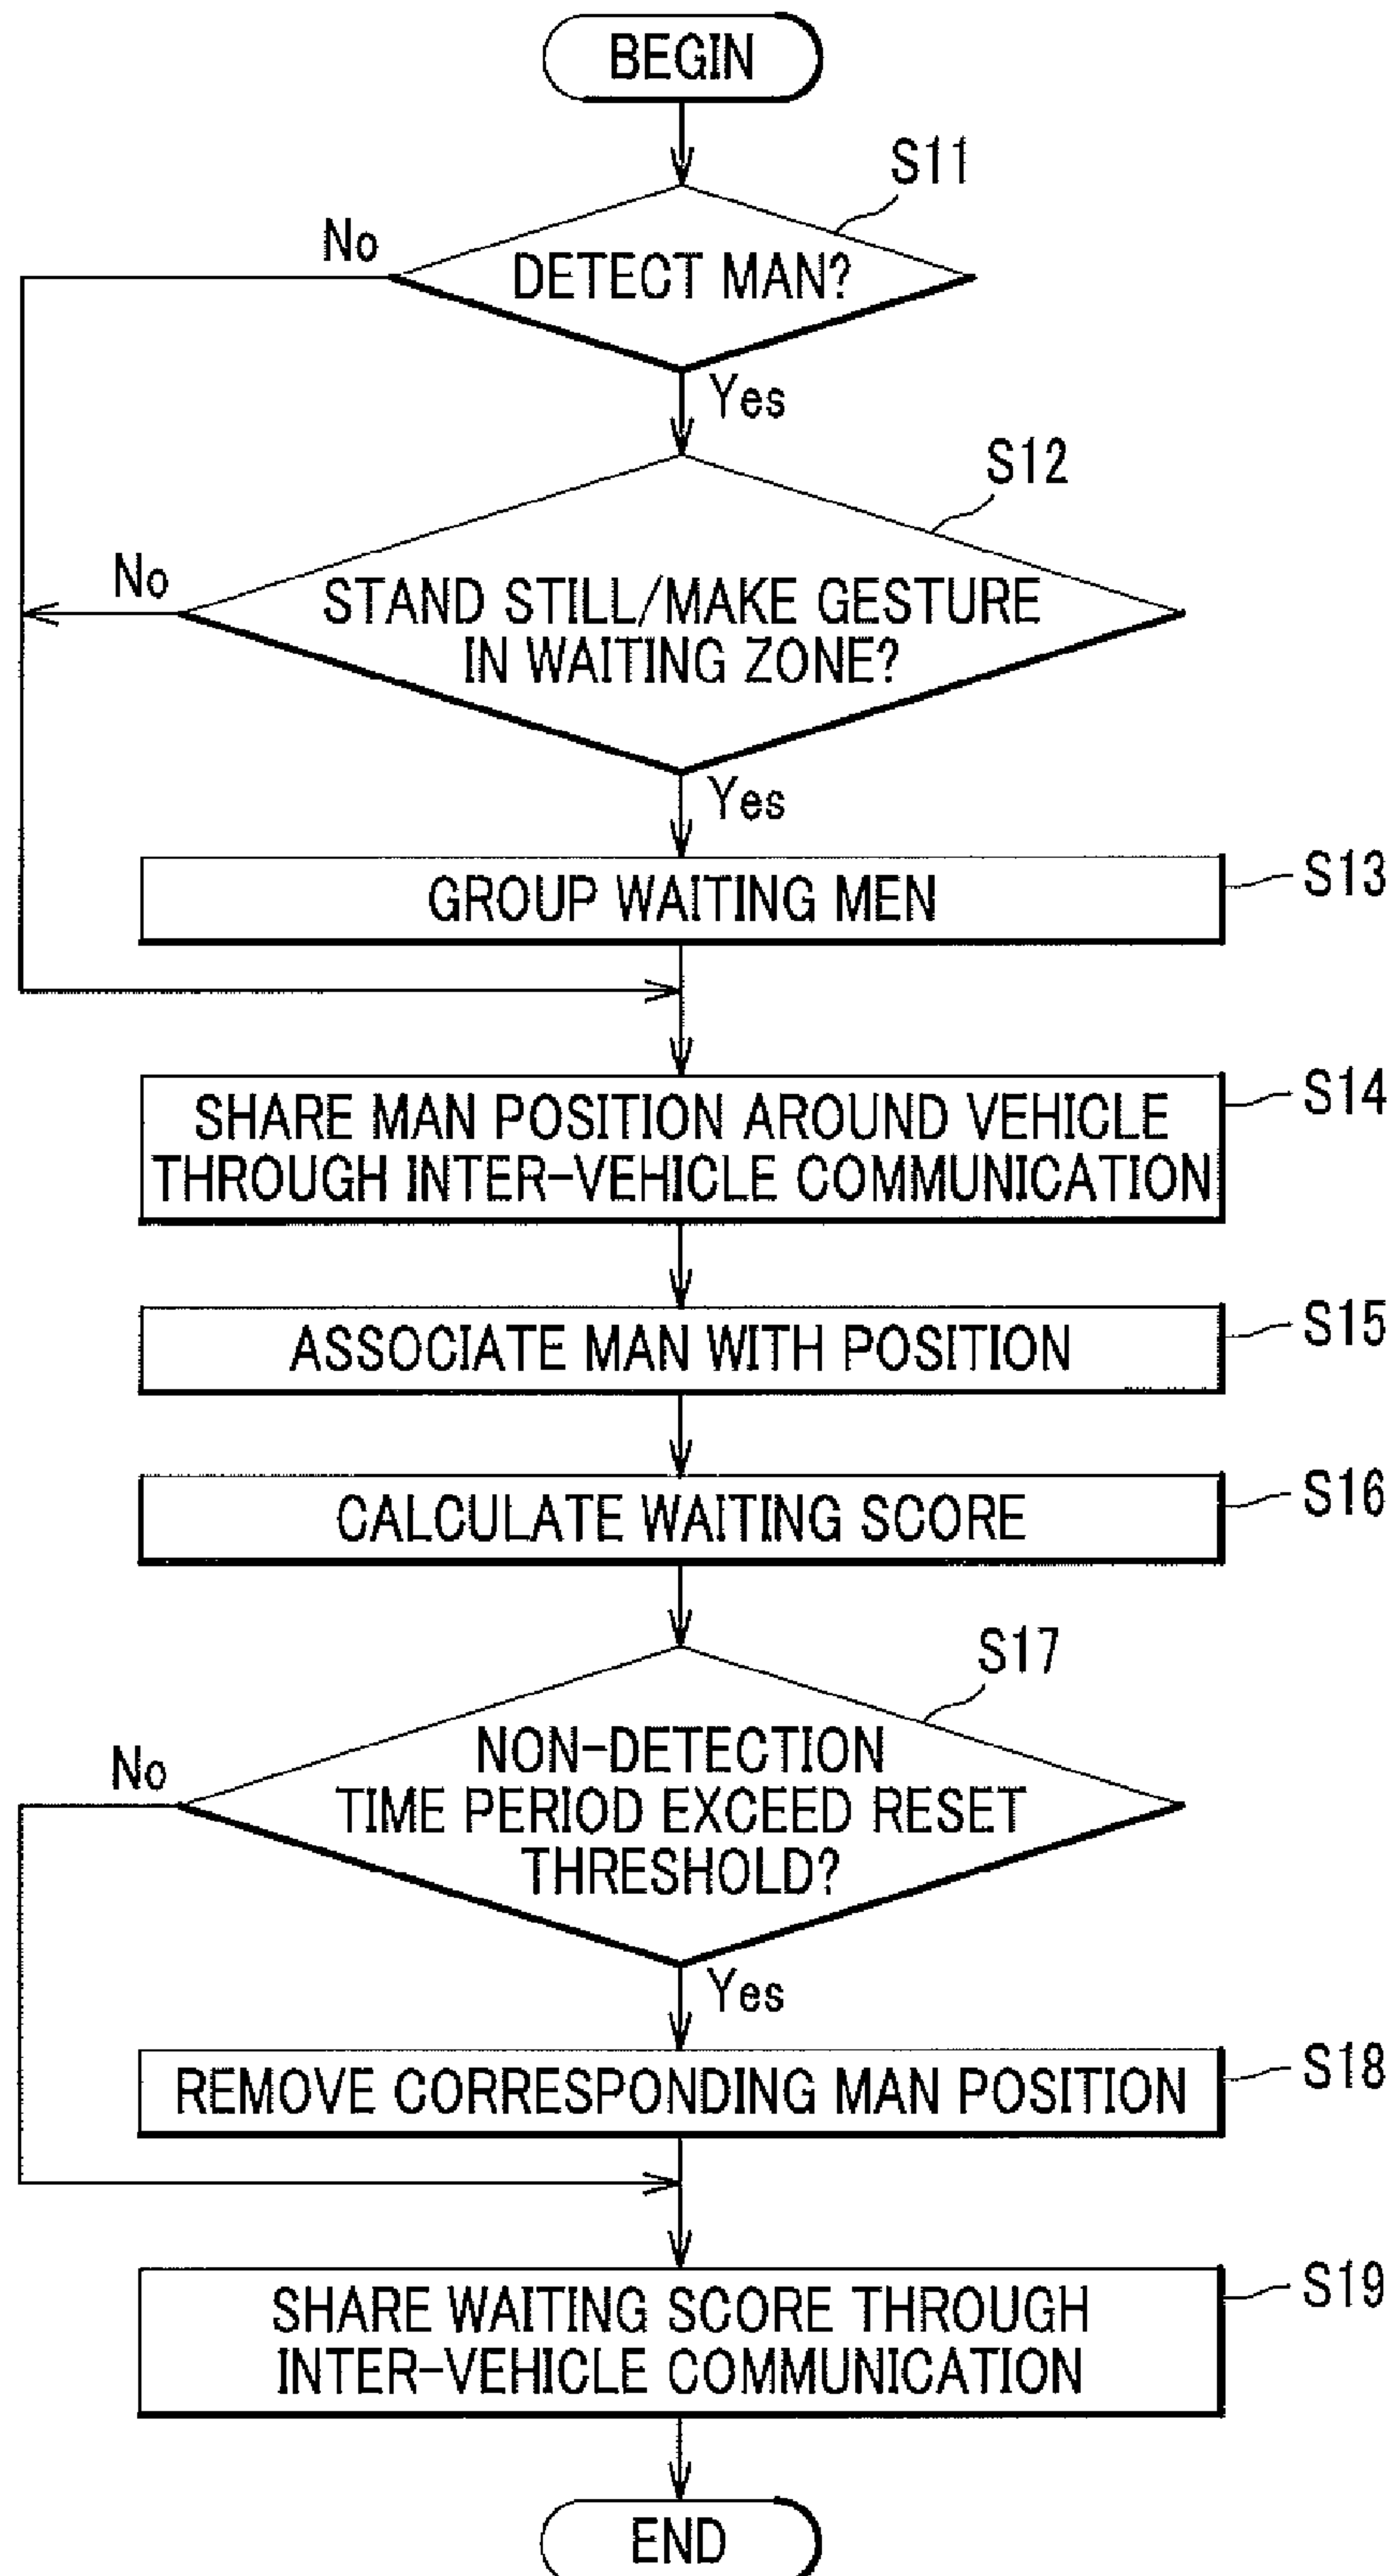 BEGIN
S11
No
DETECT MAN?
Yes
S12
No
STAND STILL/MAKE GESTURE
IN WAITING ZONE?
Yes
GROUP WAITING MEN
S13
SHARE MAN POSITION AROUND VEHICLE
THROUGH INTER-VEHICLE COMMUNICATION
S14
ASSOCIATE MAN WITH POSITION
S15
CALCULATE WAITING SCORE
S16
S17
No
NON-DETECTION
TIME PERIOD EXCEED RESET
THRESHOLD?
Yes
REMOVE CORRESPONDING MAN POSITION
S18
SHARE WAITING SCORE THROUGH
INTER-VEHICLE COMMUNICATION
S19
END